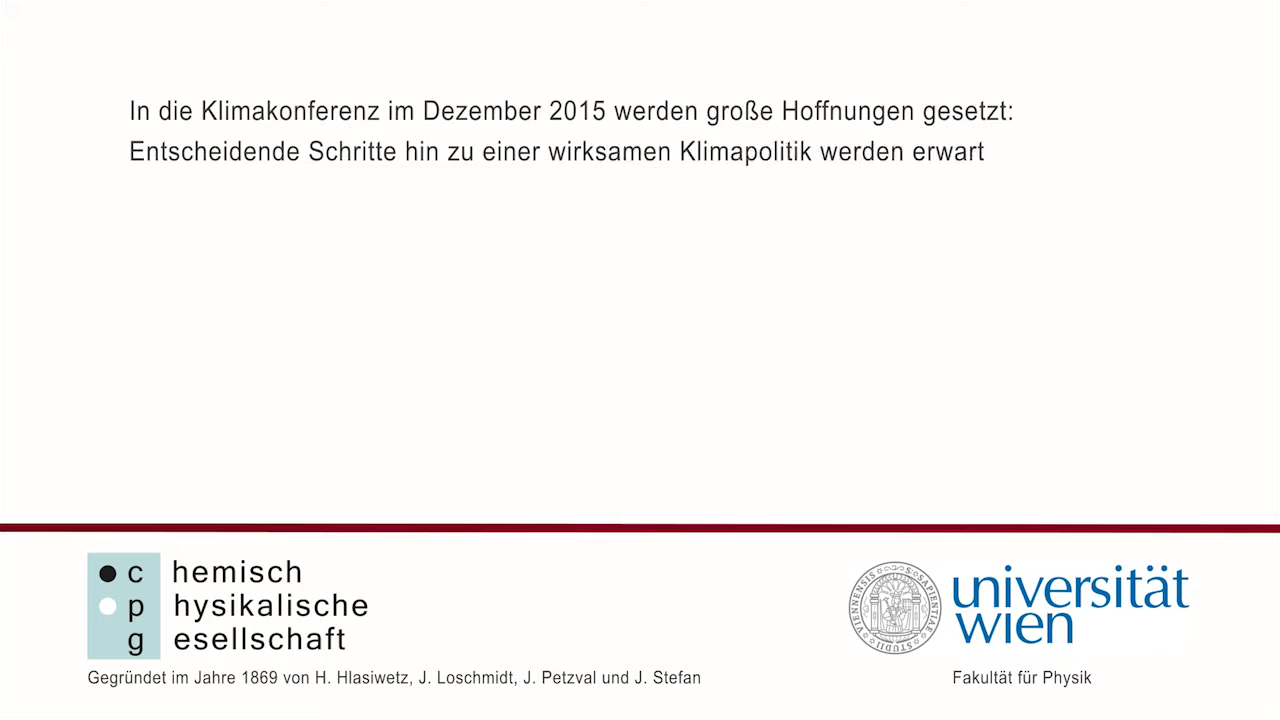 In die Klimakonferenz im Dezember 2015 werden große Hoffnungen gesetzt:
Entscheidende Schritte hin zu einer wirksamen Klimapolitik werden erwart
c hemisch
p hysikalische
g esellschaft
Gegründet im Jahre 1869 von H. Hlasiwetz, J. Loschmidt, J. Petzval und J. Stefan
universität
wien
Fakultät für Physik